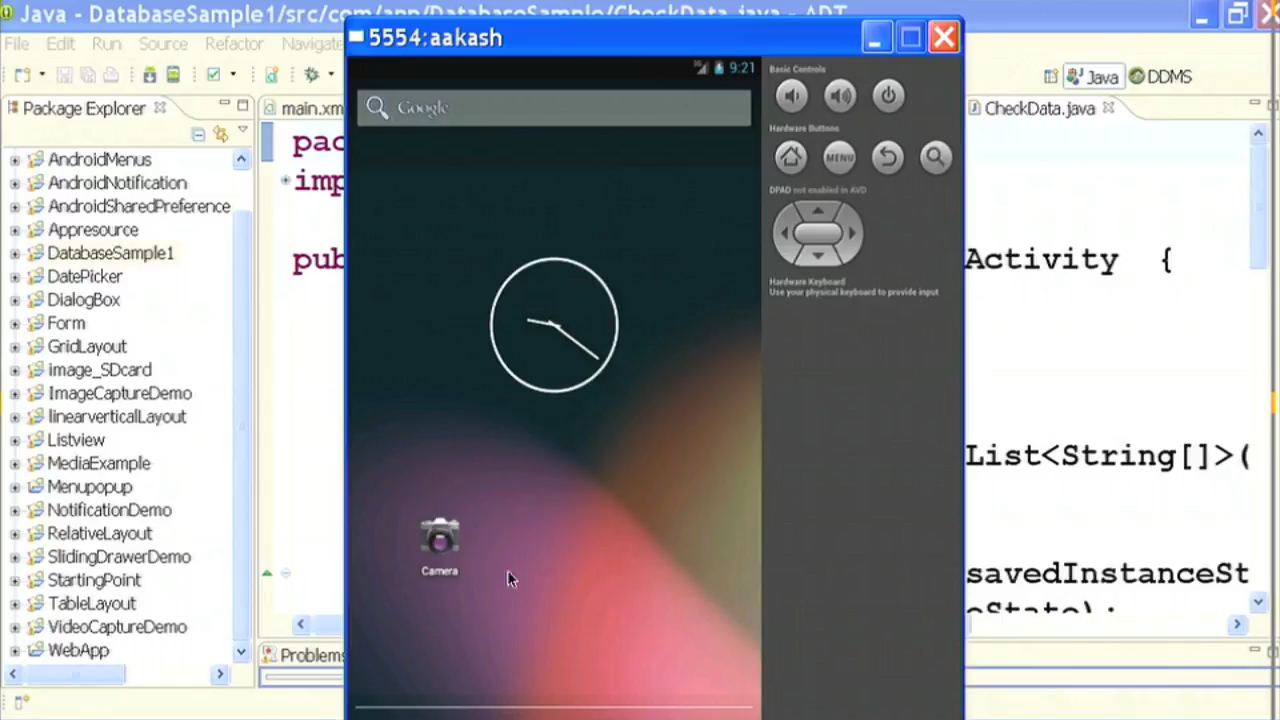 Java - DatabaseSample1/src/com/app/DatabaseSample/CheckData.java - ADT
File Edit Run Source Refactor Navigate
5554:aakash
Java
DDMS
Package Explorer
main.xm
CheckData.java
AndroidMenus
AndroidNotification
AndroidSharedPreference
Appresource
DatabaseSample1
DatePicker
DialogBox
Form
GridLayout
image_SDcard
ImageCaptureDemo
linearverticalLayout
Listview
MediaExample
Menupopup
NotificationDemo
RelativeLayout
SlidingDrawerDemo
StartingPoint
TableLayout
VideoCaptureDemo
WebApp
pac
imp
pub
Problems
9:21
Google
Camera
Basic Controls
Hardware Buttons
MENU
DPAD not enabled in AVD
Hardware Keyboard
Use your physical keyboard to provide input
Activity {
List<String[]>(
savedInstanceSt